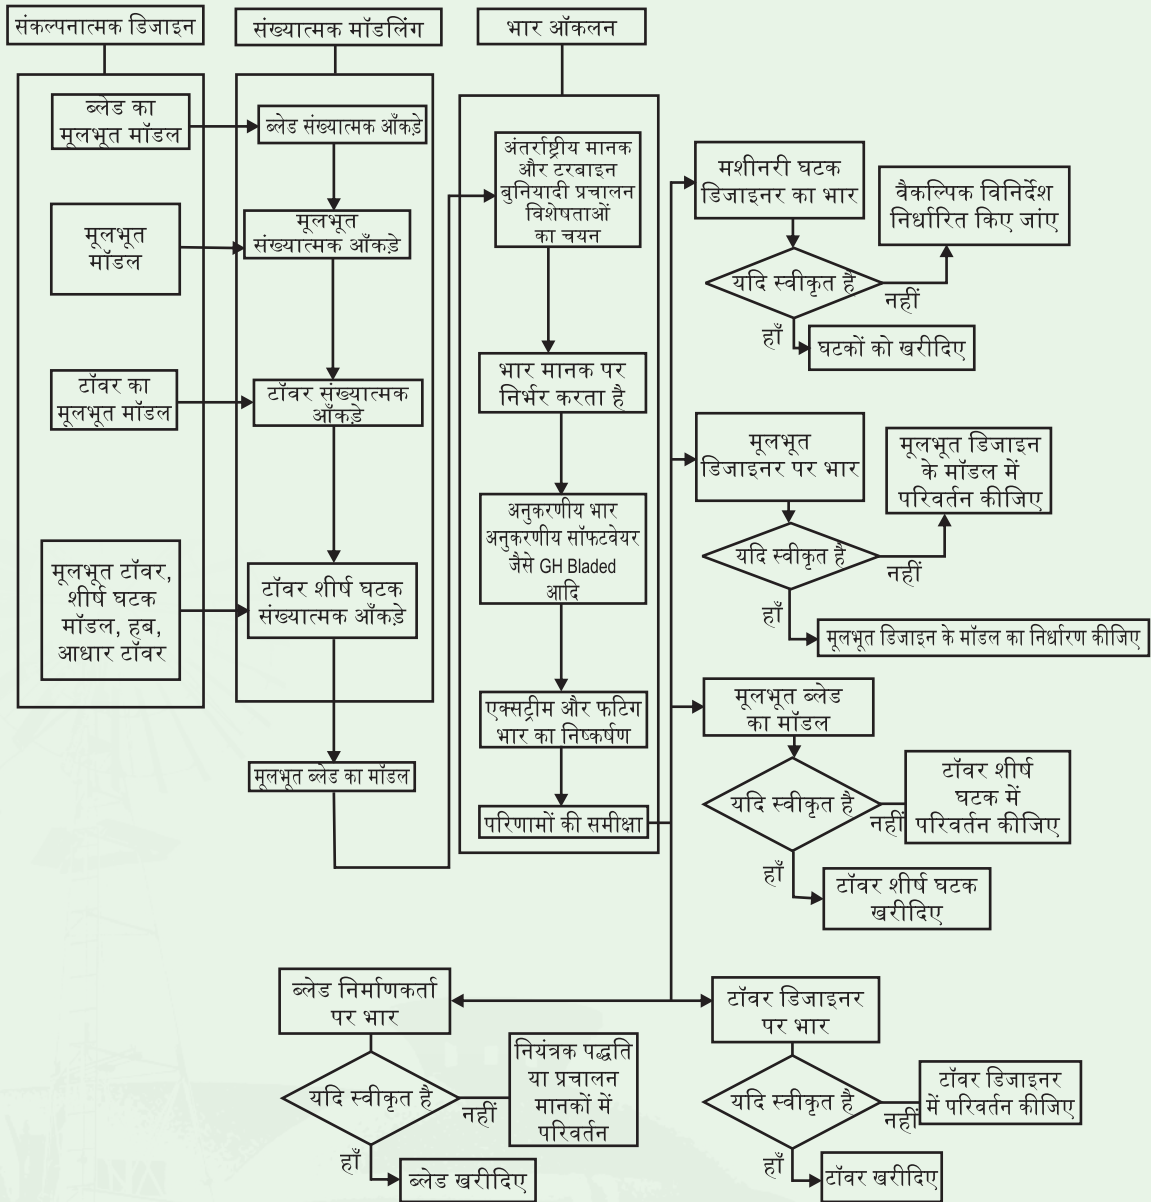 संकल्पनात्मक डिजाइन
संख्यात्मक मॉडलिंग
भार ऑकलन
ब्लेड का
मूलभूत मॉडल
मूलभूत
मॉडल
टॉवर का
मूलभूत मॉडल
मूलभूत टॉवर,
शीर्ष घटक
मॉडल, हब,
आधार टॉवर
ब्लेड संख्यात्मक आँकड़े
मूलभूत
संख्यात्मक आँकड़े
टॉवर संख्यात्मक
आँकड़े
टॉवर शीर्ष घटक
संख्यात्मक आँकड़े
मूलभूत ब्लेड का मॉडल
अंतर्राष्ट्रीय मानक
और टरबाइन
बुनियादी प्रचालन
विशेषताओं
का चयन
भार मानक पर
निर्भर करता है
अनुकरणीय भार
अनुकरणीय सॉफटवेयर
जैसे GH Bladed
आदि
एक्सट्रीम और फटिग
भार का निष्कर्षण
परिणामों की समीक्षा
मशीनरी घटक
डिजाइनर का भार
यदि स्वीकृत है
नहीं
वैकल्पिक विनिर्देश
निर्धारित किए जांए
हाँ
घटकों को खरीदिए
मूलभूत
डिजाइनर पर भार
यदि स्वीकृत है
नहीं
मूलभूत डिजाइन
के मॉडल में
परिवर्तन कीजिए
हाँ
मूलभूत डिजाइन के मॉडल का निर्धारण कीजिए
मूलभूत ब्लेड
का मॉडल
यदि स्वीकृत है
नहीं
टॉवर शीर्ष
घटक में
परिवर्तन कीजिए
हाँ
टॉवर शीर्ष घटक
खरीदिए
ब्लेड निर्माणकर्ता
पर भार
यदि स्वीकृत है
नहीं
नियंत्रक पद्धति
या प्रचालन
मानकों में
परिवर्तन
हाँ
ब्लेड खरीदिए
टॉवर डिजाइनर
पर भार
यदि स्वीकृत है
नहीं
टॉवर डिजाइनर
में परिवर्तन कीजिए
हाँ
टॉवर खरीदिए